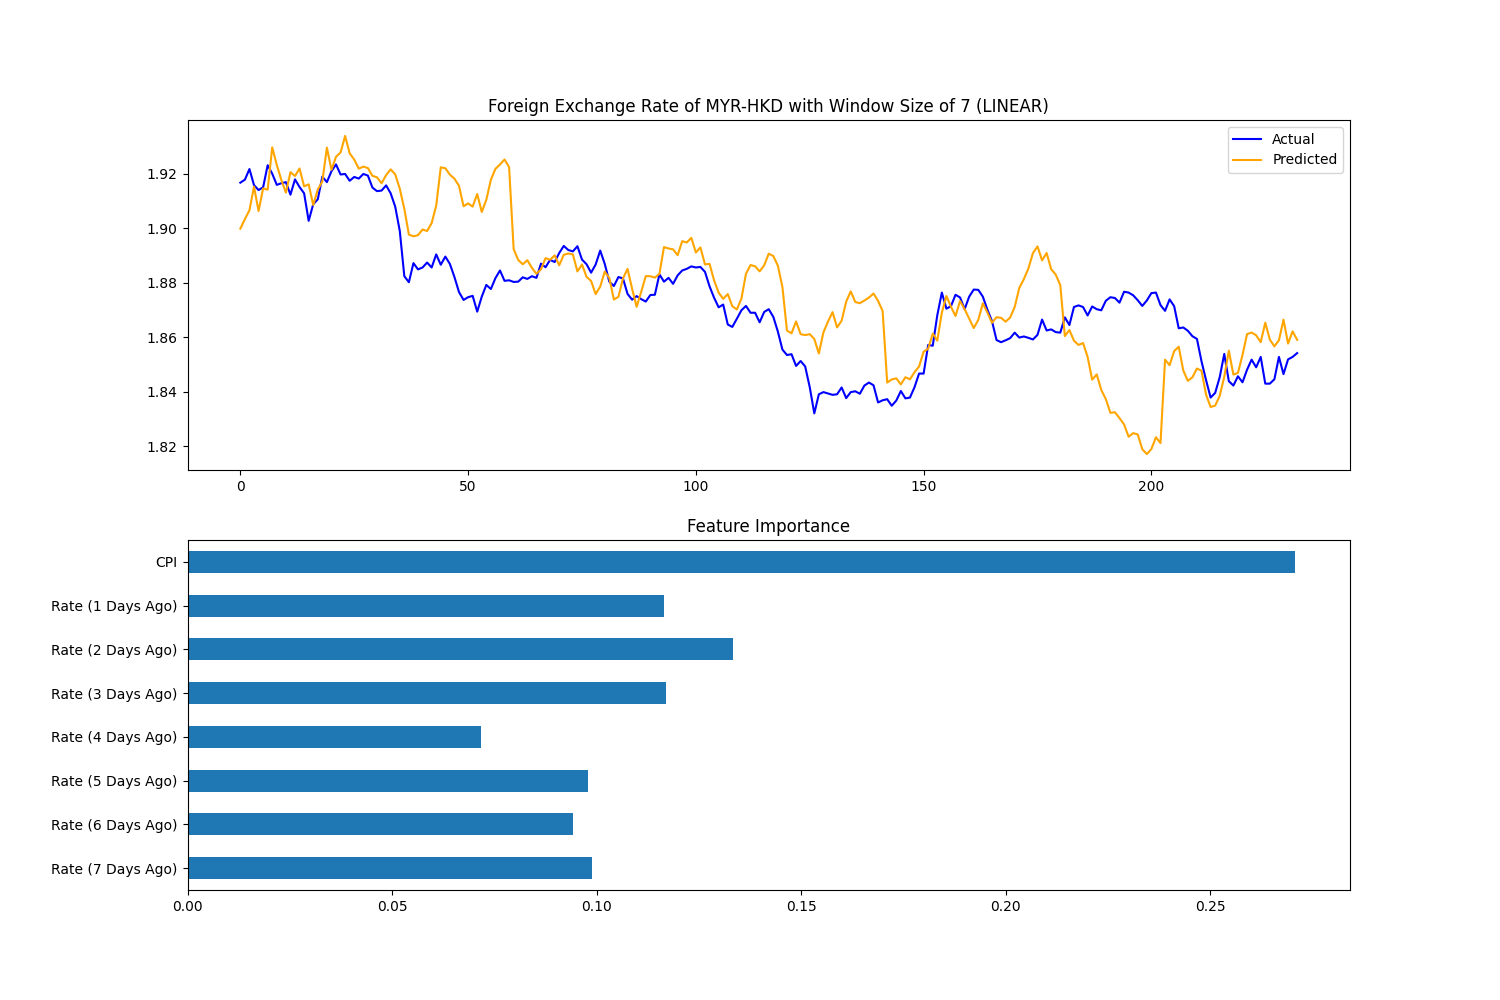 Foreign Exchange Rate of MYR-HKD with Window Size of 7 (LINEAR)
Actual
Predicted
1.92
1.90
1.88
1.86
1.84
1.82
0 50 100 150 200
Feature Importance
CPI
Rate (1 Days Ago)
Rate (2 Days Ago)
Rate (3 Days Ago)
Rate (4 Days Ago)
Rate (5 Days Ago)
Rate (6 Days Ago)
Rate (7 Days Ago)
0.00 0.05 0.10 0.15 0.20 0.25